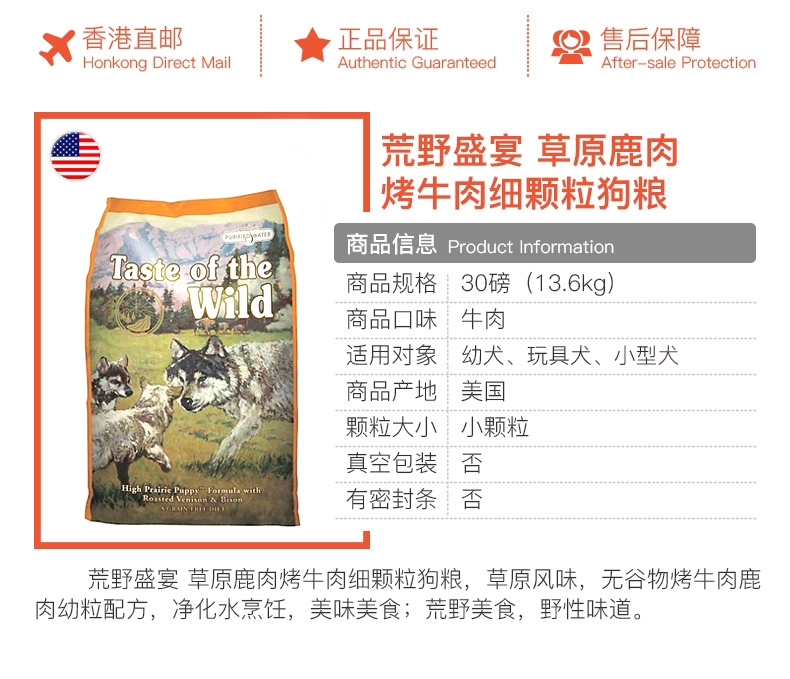 香港直邮
Honkong Direct Mail
正品保证
Authentic Guaranteed
售后保障
After-sale Protection
荒野盛宴 草原鹿肉
烤牛肉细颗粒狗粮
商品信息 Product Information
商品规格 30磅（13.6kg）
商品口味 牛肉
适用对象 幼犬、玩具犬、小型犬
商品产地 美国
颗粒大小 小颗粒
真空包装 否
有密封条 否
PURIFIED WATER
Taste of the
Wild
High Prairie Puppy™ Formula with
Roasted Venison & Bison
A GRAIN-FREE DIET
荒野盛宴 草原鹿肉烤牛肉细颗粒狗粮，草原风味，无谷物烤牛肉鹿
肉幼粒配方，净化水烹饪，美味美食；荒野美食，野性味道。